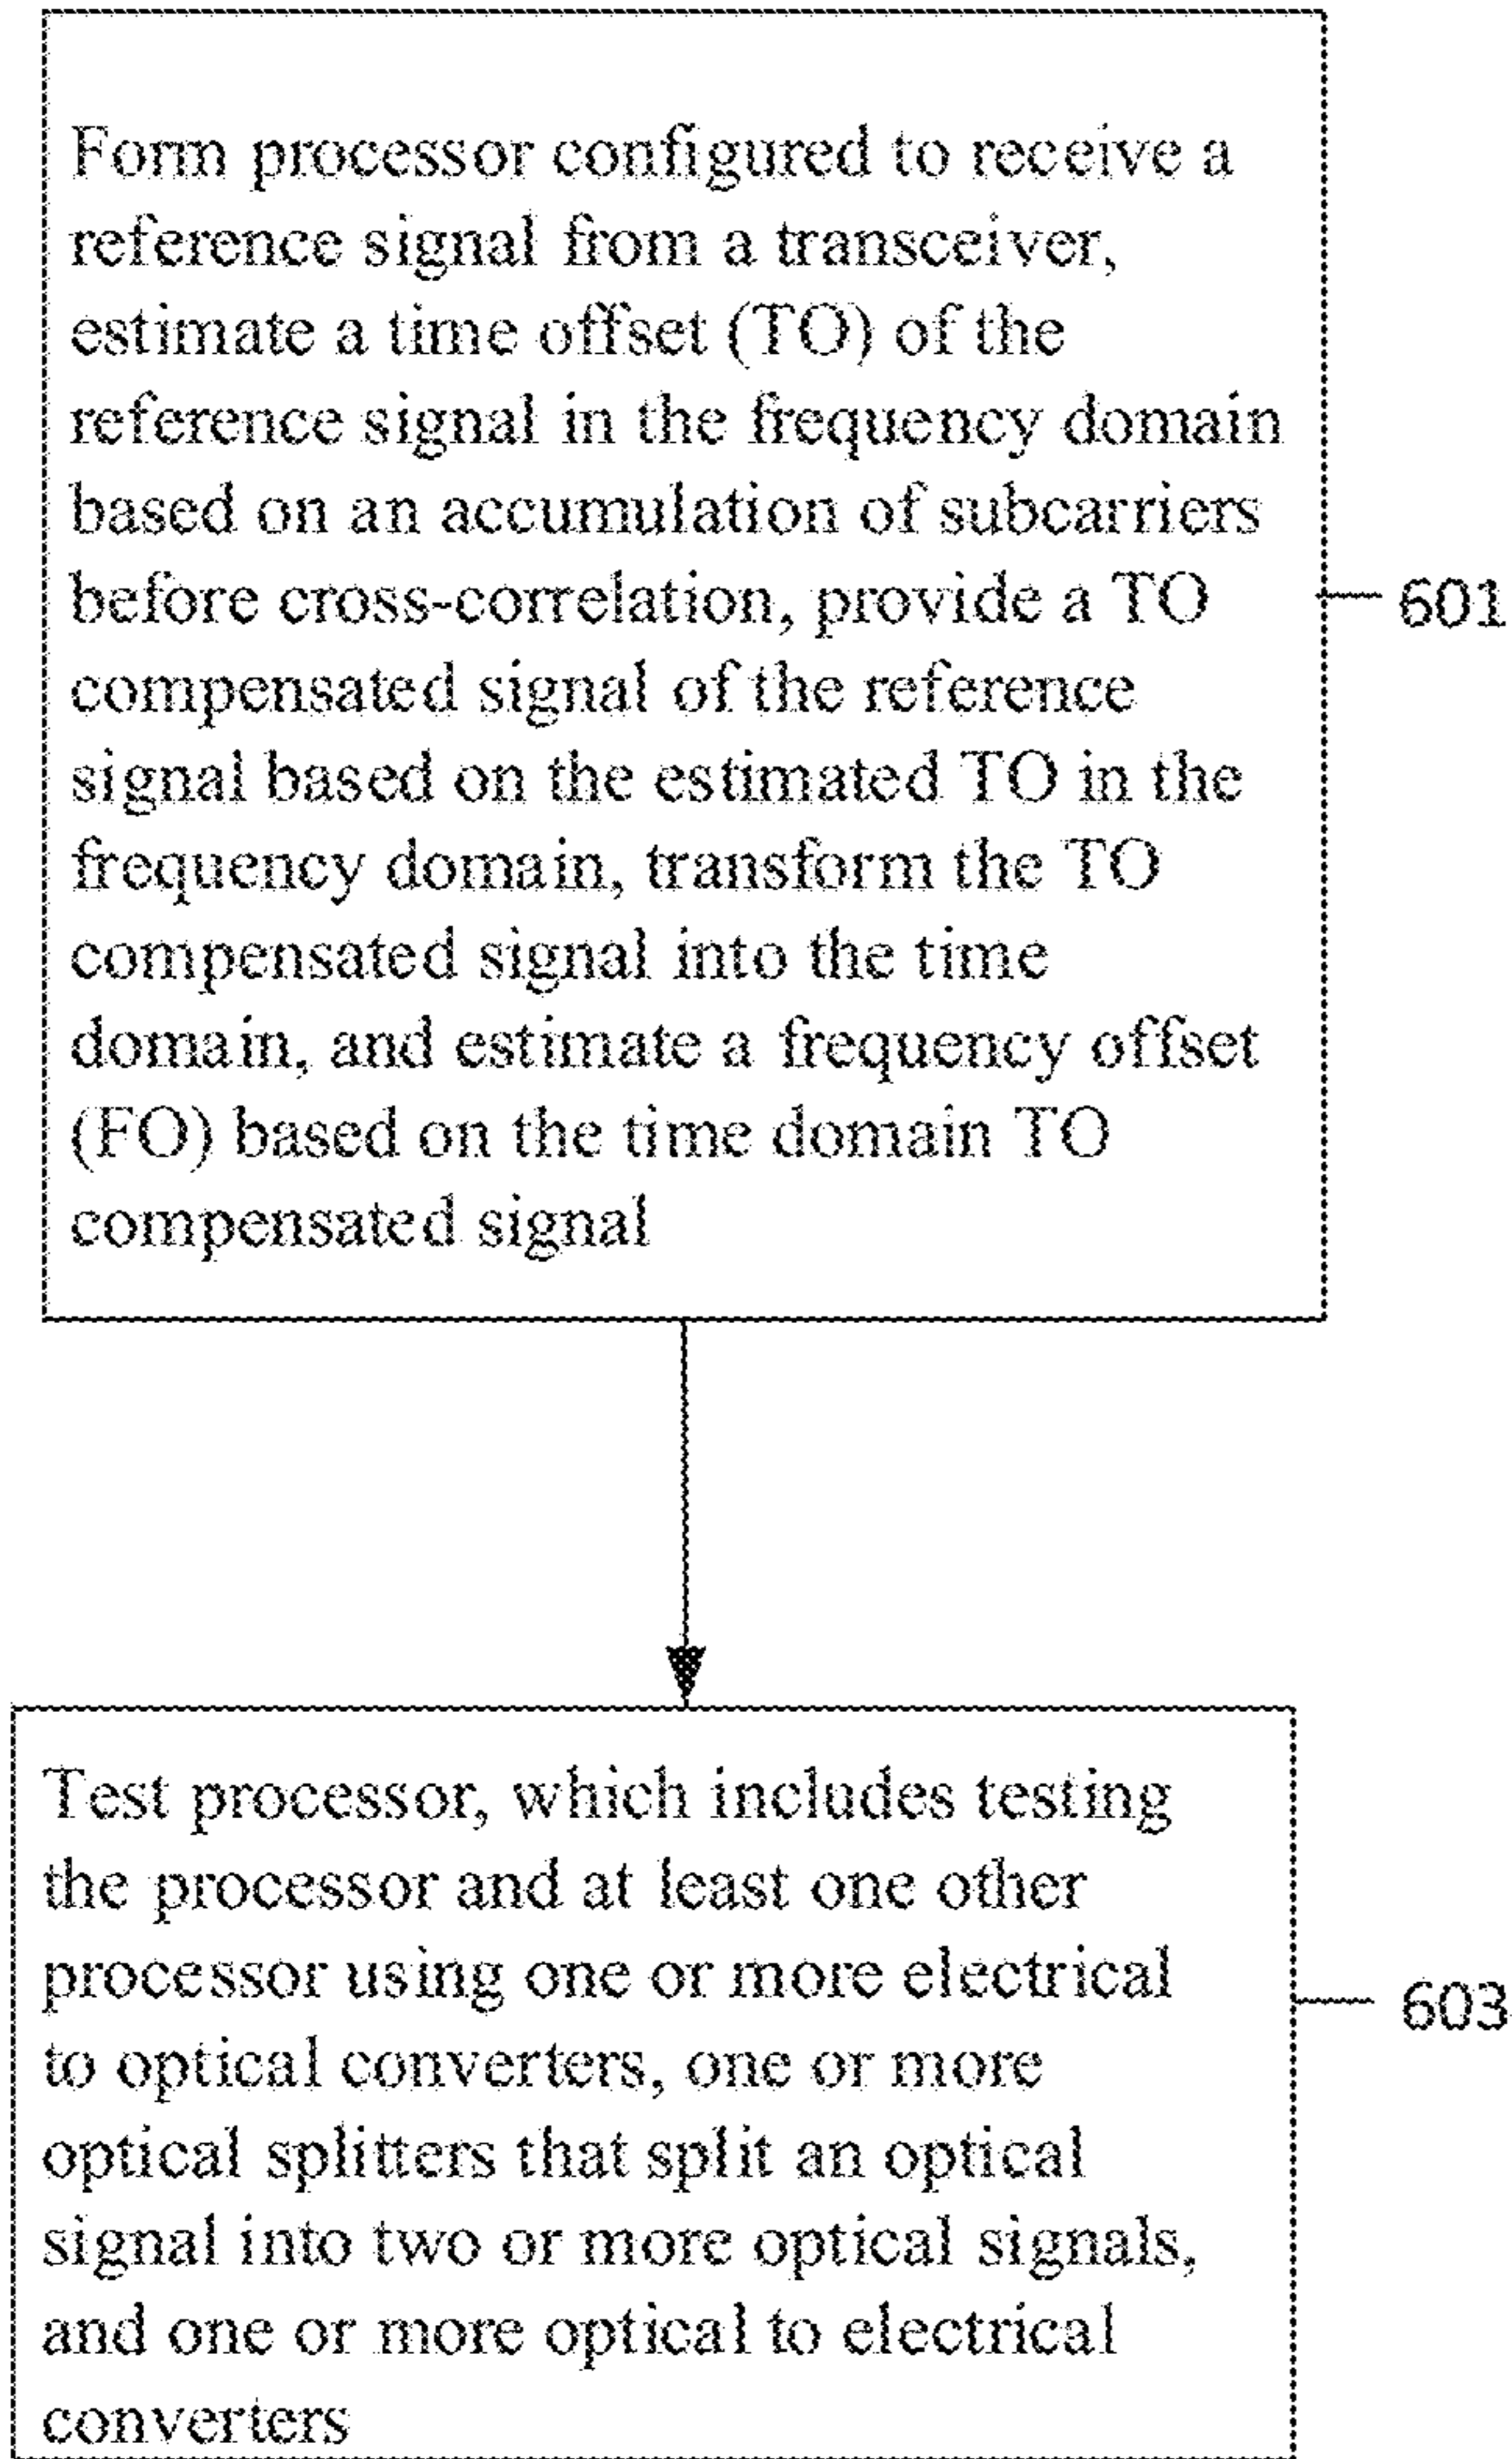 Form processor configured to receive a
reference signal from a transceiver,
estimate a time offset (TO) of the
reference signal in the frequency domain
based on an accumulation of subcarriers
before cross-correlation, provide a TO
601
compensated signal of the reference
signal based on the estimated TO in the
frequency domain, transform the TO
compensated signal into the time
domain, and estimate a frequency offset
(FO) based on the time domain TO
compensated signal
Test processor, which includes testing
the processor and at least one other
processor using one or more electrical
603
to optical converters, one or more
optical splitters that split an optical
signal into two or more optical signals,
and one or more optical to electrical
converters